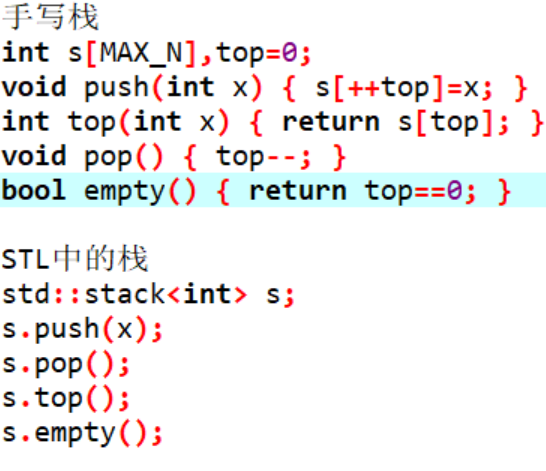 手写栈
int s[MAX_N],top=0;
void push(int x) { s[++top]=x; }
int top(int x) { return s[top]; }
void pop() { top--; }
bool empty() { return top==0; }
STL中的栈
std::stack<int> s;
s.push(x);
s.pop();
s.top();
s.empty();